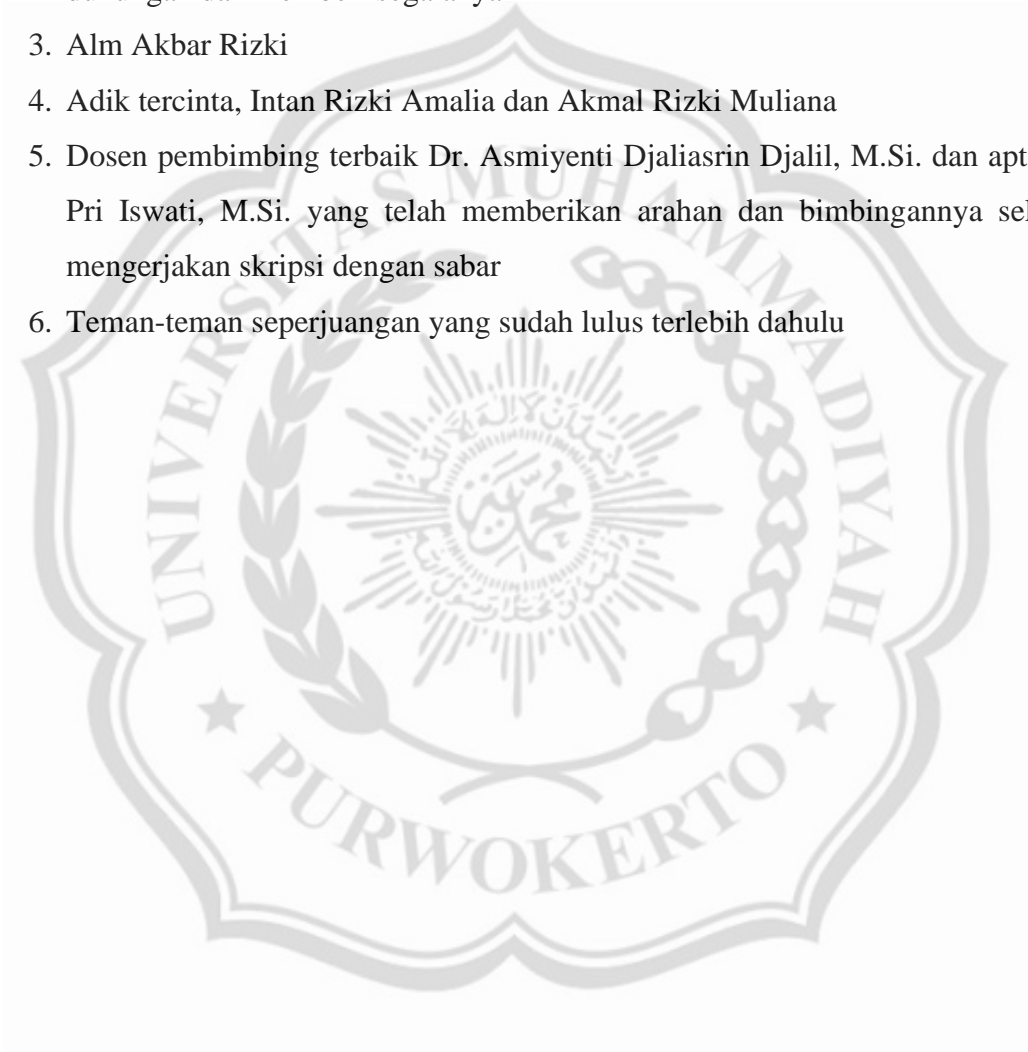 3. Alm Akbar Rizki
4. Adik tercinta, Intan Rizki Amalia dan Akmal Rizki Muliana
5. Dosen pembimbing terbaik Dr. Asmiyenti Djaliasrin Djalil, M.Si. dan apt
Pri Iswati, M.Si. yang telah memberikan arahan dan bimbingannya sel
mengerjakan skripsi dengan sabar
6. Teman-teman seperjuangan yang sudah lulus terlebih dahulu
UNIVERSITAS MUHAMMADIYAH
PURWOKERTO